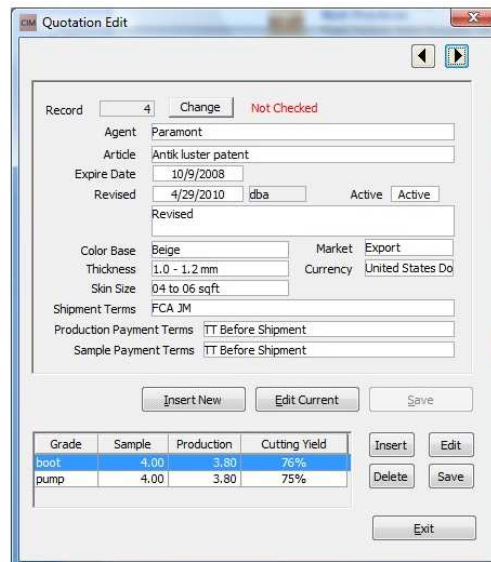 CIM Quotation Edit
Record 4 Change Not Checked
Agent Paramont
Article Antik luster patent
Expire Date 10/9/2008
Revised 4/29/2010 dba Active Active
Revised
Color Base Beige Market Export
Thickness 1.0 - 1.2 mm Currency United States Do
Skin Size 04 to 06 sqft
Shipment Terms FCA JM
Production Payment Terms TT Before Shipment
Sample Payment Terms TT Before Shipment
Insert New Edit Current Save
Grade Sample Production Cutting Yield Insert Edit
boot 4.00 3.80 76%
pump 4.00 3.80 75% Delete Save
Exit